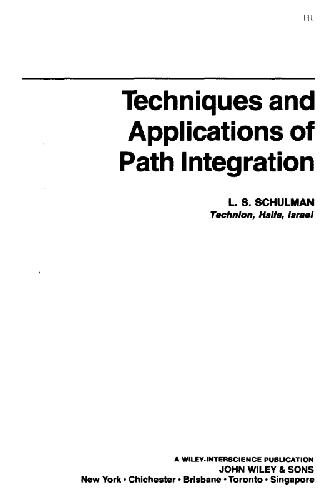 III
Techniques and
Applications of
Path Integration
L. S. SCHULMAN
Technion, Haifa, Israel
A WILEY-INTERSCIENCE PUBLICATION
JOHN WILEY & SONS
New York · Chichester · Brisbane · Toronto · Singapore